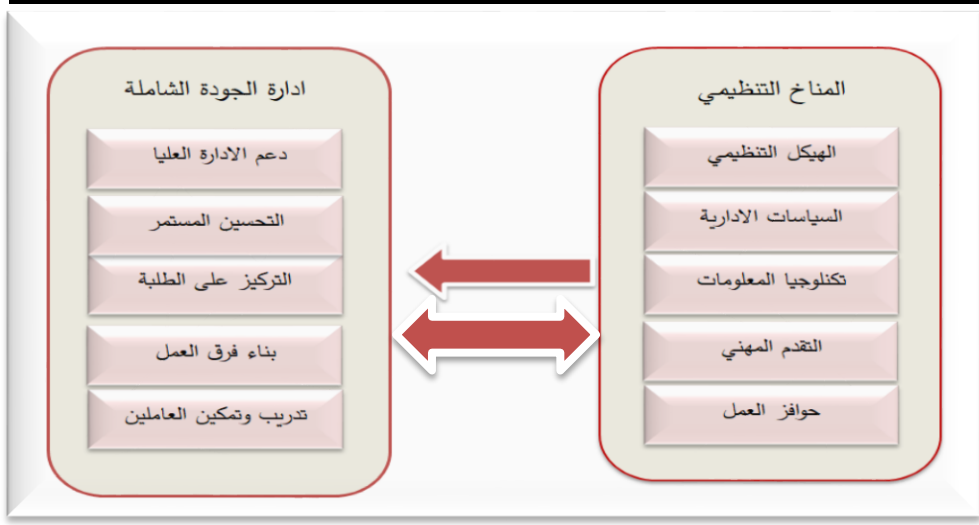 المناخ التنظيمي
الهيكل التنظيمي
السياسات الادارية
تكنلوجيا المعلومات
التقدم المهني
حوافز العمل
ادارة الجودة الشاملة
دعم الادارة العليا
التحسين المستمر
التركيز على الطلبة
بناء فرق العمل
تدريب وتمكين العاملين